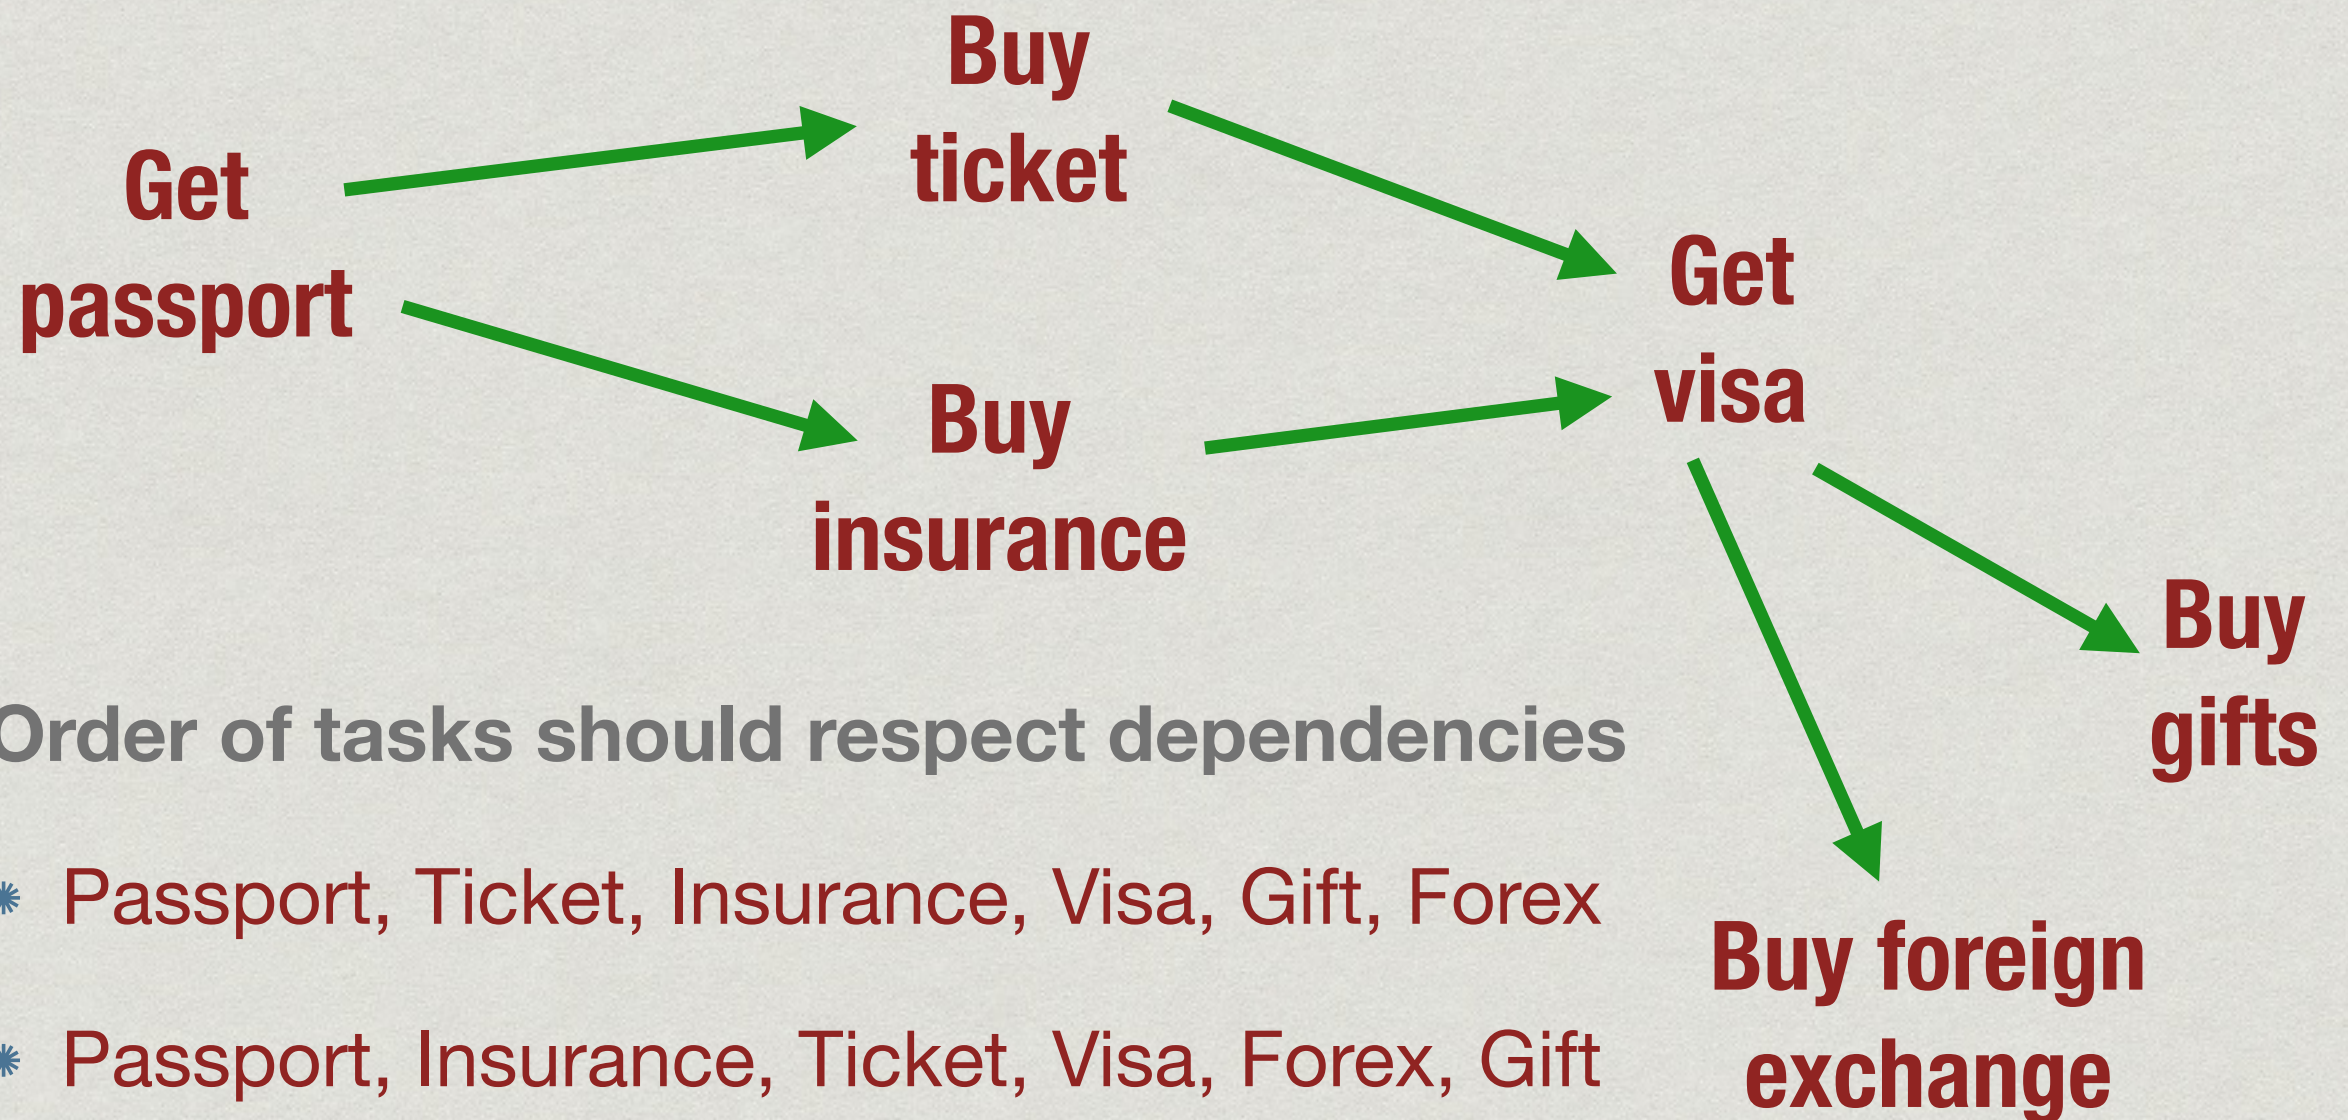 Buy
ticket
Get
passport
Get
visa
Buy
insurance
Buy
gifts
Order of tasks should respect dependencies
Passport, Ticket, Insurance, Visa, Gift, Forex
Passport, Insurance, Ticket, Visa, Forex, Gift
Buy foreign
exchange